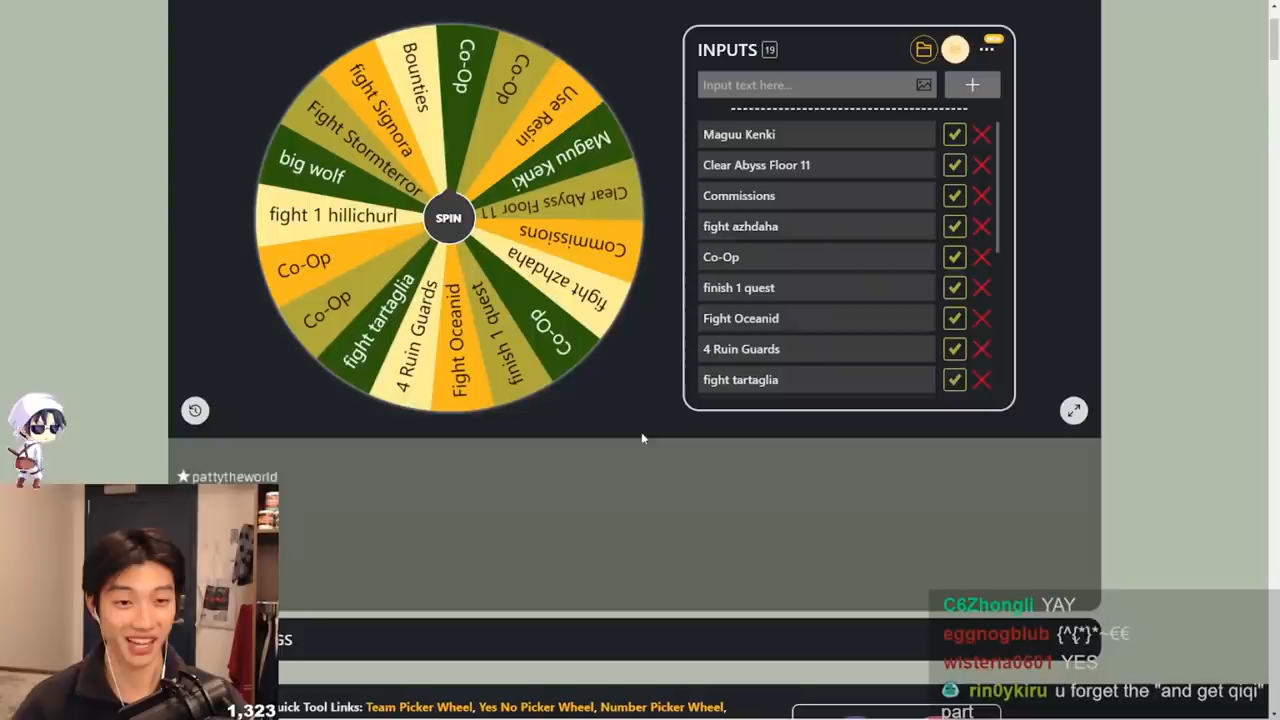 Co-Op
Co-Op
Use Resin
Maguu Kenki
Clear Abyss Floor 11
Commissions
fight azhdaha
Co-Op
finish 1 quest
Fight Oceanid
4 Ruin Guards
fight tartaglia
Co-Op
Co-Op
fight 1 hillichurl
big wolf
Fight Stormterror
fight Signora
Bounties
SPIN
INPUTS 19
NEW
Input text here...
Maguu Kenki
Clear Abyss Floor 11
Commissions
fight azhdaha
Co-Op
finish 1 quest
Fight Oceanid
4 Ruin Guards
fight tartaglia
★pattytheworld
GS
C6Zhongli YAY
eggnogblub {^{*}*~€€
wisteria0601 YES
rin0ykiru u forget the "and get qiqi"
part
1,323
uick Tool Links: Team Picker Wheel, Yes No Picker Wheel, Number Picker Wheel,